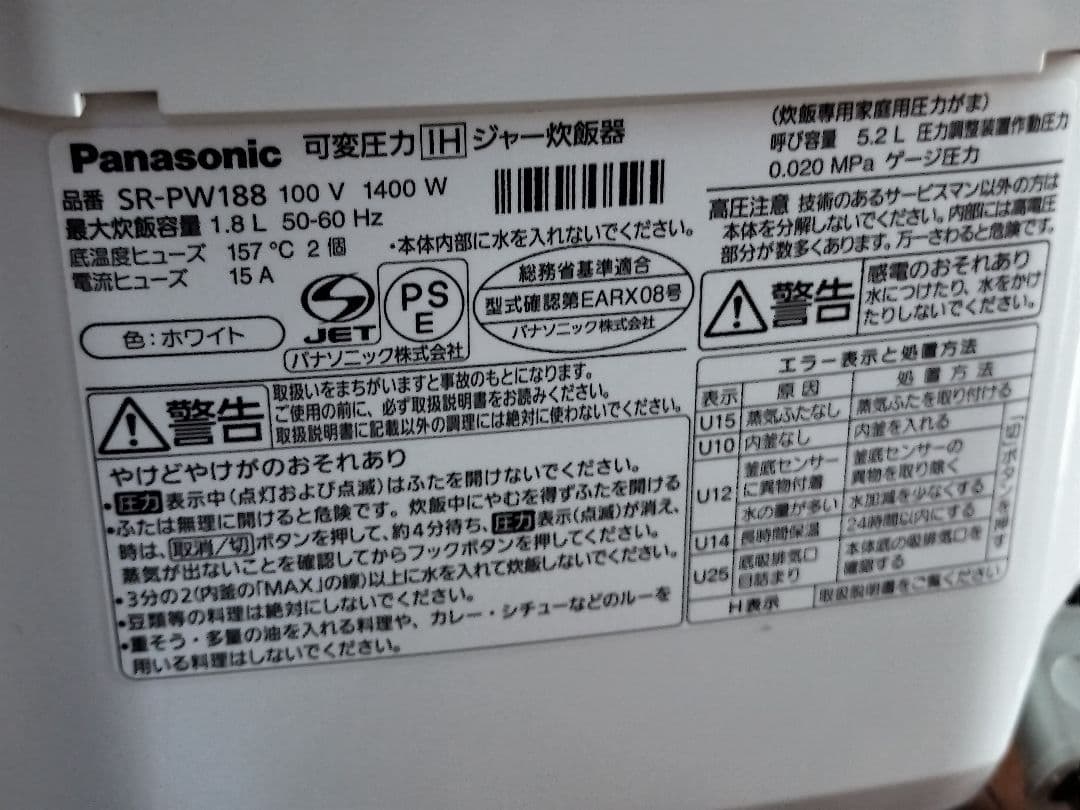 Panasonic 可変圧力 IH ジャー炊飯器
品番 SR-PW188 100 V 1400 W
最大炊飯容量 1.8 L 50-60 Hz
底温度ヒューズ 157 ℃ 2 個
電流ヒューズ 15 A
・本体内部に水を入れないでください。
色:ホワイト
JET
PS
E
パナソニック株式会社
総務省基準適合
型式確認第EARX08号
パナソニック株式会社
警告
取扱いをまちがいますと事故のもとになります。
ご使用の前に、必ず取扱説明書をお読みください。
取扱説明書に記載以外の調理には絶対に使わないでください。
やけどやけがのおそれあり
・圧力表示中(点灯および点滅)はふたを開けないでください。
・ふたは無理に開けると危険です。炊飯中にやむを得ずふたを開ける
時は、取消/切ボタンを押して、約4分待ち、圧力表示(点滅)が消え、
蒸気が出ないことを確認してからフックボタンを押してください。
・3分の2(内釜の「MAX」の線)以上に水を入れて炊飯しないでください。
・豆類等の料理は絶対にしないでください。
・重そう・多量の油を入れる料理や、カレー・シチューなどのルーを
用いる料理はしないでください。
(炊飯専用家庭用圧力がま)
呼び容量 5.2 L 圧力調整装置作動圧力
0.020 MPa ゲージ圧力
高圧注意 技術のあるサービスマン以外の方は
本体を分解しないでください。内部には高電圧
部分が数多くあります。万一さわると危険です。
警告
感電のおそれあり
水につけたり、水をかけ
たりしないでください。
エラー表示と処置方法
表示 原因 処置方法
U15 蒸気ふたなし 蒸気ふたを取り付ける
U10 内釜なし 内釜を入れる
U12 釜底センサーに異物付着 釜底センサーの異物を取り除く
水の量が多い 水加減を少なくする
U14 長時間保温 24時間以内にする
U25 底吸排気口目詰まり 本体底の吸排気口を確認する
「切」ボタンを押す
H表示 取扱説明書をご覧ください